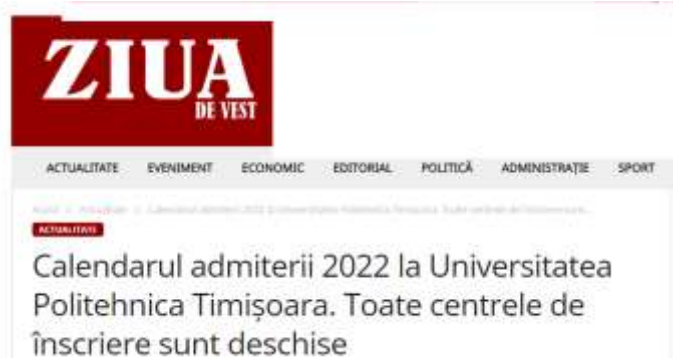 ZIUA
DE VEST
ACTUALITATE EVENIMENT ECONOMIC EDITORIAL POLITICĂ ADMINISTRAȚIE SPORT
ACTUALITATE
Calendarul admiterii 2022 la Universitatea
Politehnica Timișoara. Toate centrele de
înscriere sunt deschise